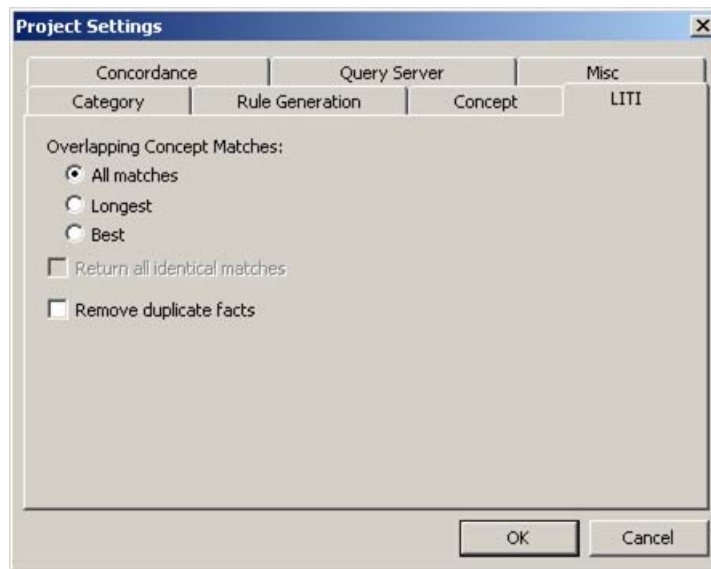 Project Settings
Concordance Query Server Misc
Category Rule Generation Concept LITI
Overlapping Concept Matches:
All matches
Longest
Best
Return all identical matches
Remove duplicate facts
OK Cancel